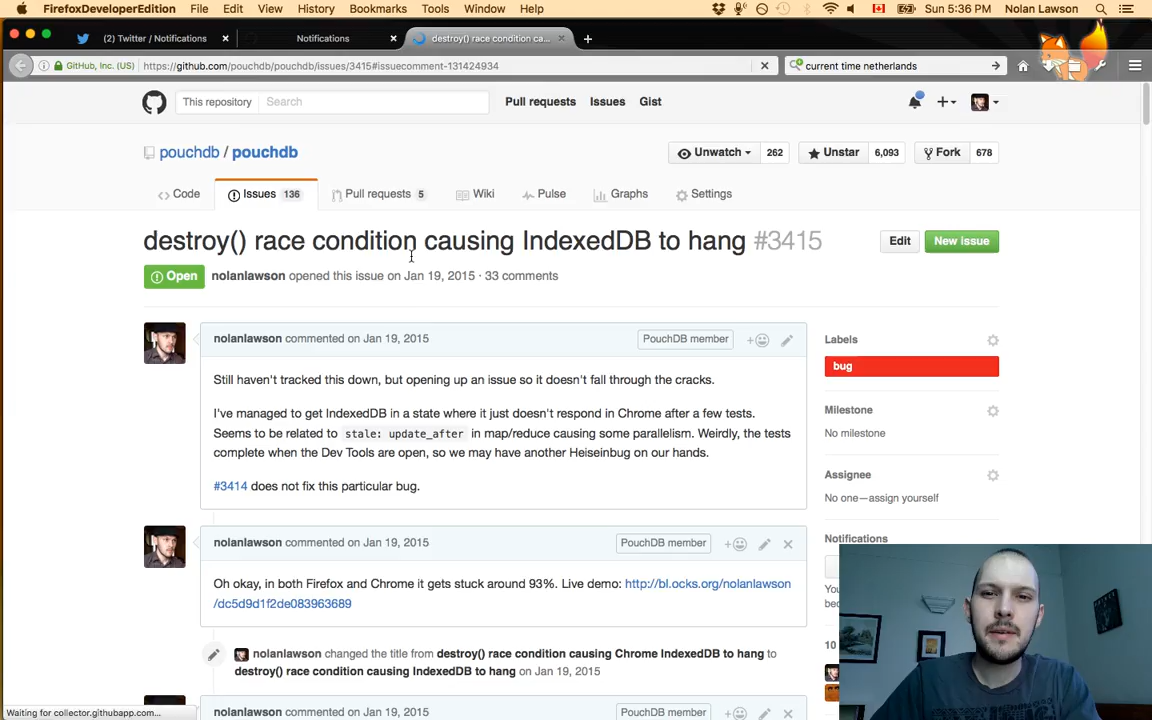 FirefoxDeveloperEdition File Edit View History Bookmarks Tools Window Help Sun 5:36 PM Nolan Lawson
(2) Twitter / Notifications Notifications destroy() race condition ca...
GitHub, Inc. (US) https://github.com/pouchdb/pouchdb/issues/3415#issuecomment-131424934 current time netherlands
This repository Search Pull requests Issues Gist
pouchdb / pouchdb Unwatch 262 Unstar 6,093 Fork 678
Code Issues 136 Pull requests 5 Wiki Pulse Graphs Settings
destroy() race condition causing IndexedDB to hang #3415 Edit New issue
Open nolanlawson opened this issue on Jan 19, 2015 · 33 comments
nolanlawson commented on Jan 19, 2015 PouchDB member
Labels
bug
Still haven't tracked this down, but opening up an issue so it doesn't fall through the cracks.
I've managed to get IndexedDB in a state where it just doesn't respond in Chrome after a few tests.
Seems to be related to stale: update_after in map/reduce causing some parallelism. Weirdly, the tests
complete when the Dev Tools are open, so we may have another Heiseinbug on our hands.
#3414 does not fix this particular bug.
Milestone
No milestone
Assignee
No one—assign yourself
Notifications
nolanlawson commented on Jan 19, 2015 PouchDB member
Oh okay, in both Firefox and Chrome it gets stuck around 93%. Live demo: http://bl.ocks.org/nolanlawson
/dc5d9d1f2de083963689
nolanlawson changed the title from destroy() race condition causing Chrome IndexedDB to hang to
destroy() race condition causing IndexedDB to hang on Jan 19, 2015
10
nolanlawson commented on Jan 19, 2015 PouchDB member
Waiting for collector.githubapp.com...